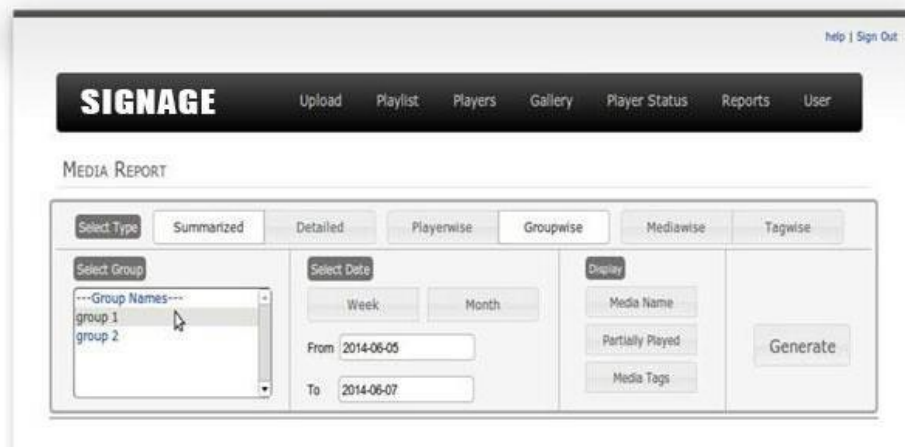 help | Sign Out
SIGNAGE Upload Playlist Players Gallery Player Status Reports User
MEDIA REPORT
Select Type Summarized Detailed Playerwise Groupwise Mediawise Tagwise
Select Group Select Date Display
---Group Names---
group 1
group 2
Week Month
From 2014-06-05
To 2014-06-07
Media Name
Partially Played
Media Tags
Generate